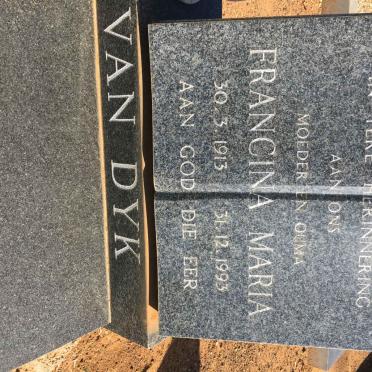 TERE HERINNERING
AAN ONS
MOEDER EN OUMA
FRANCINA MARIA
30.3.1913 31.12.1993
AAN GOD DIE EER
VAN DYK